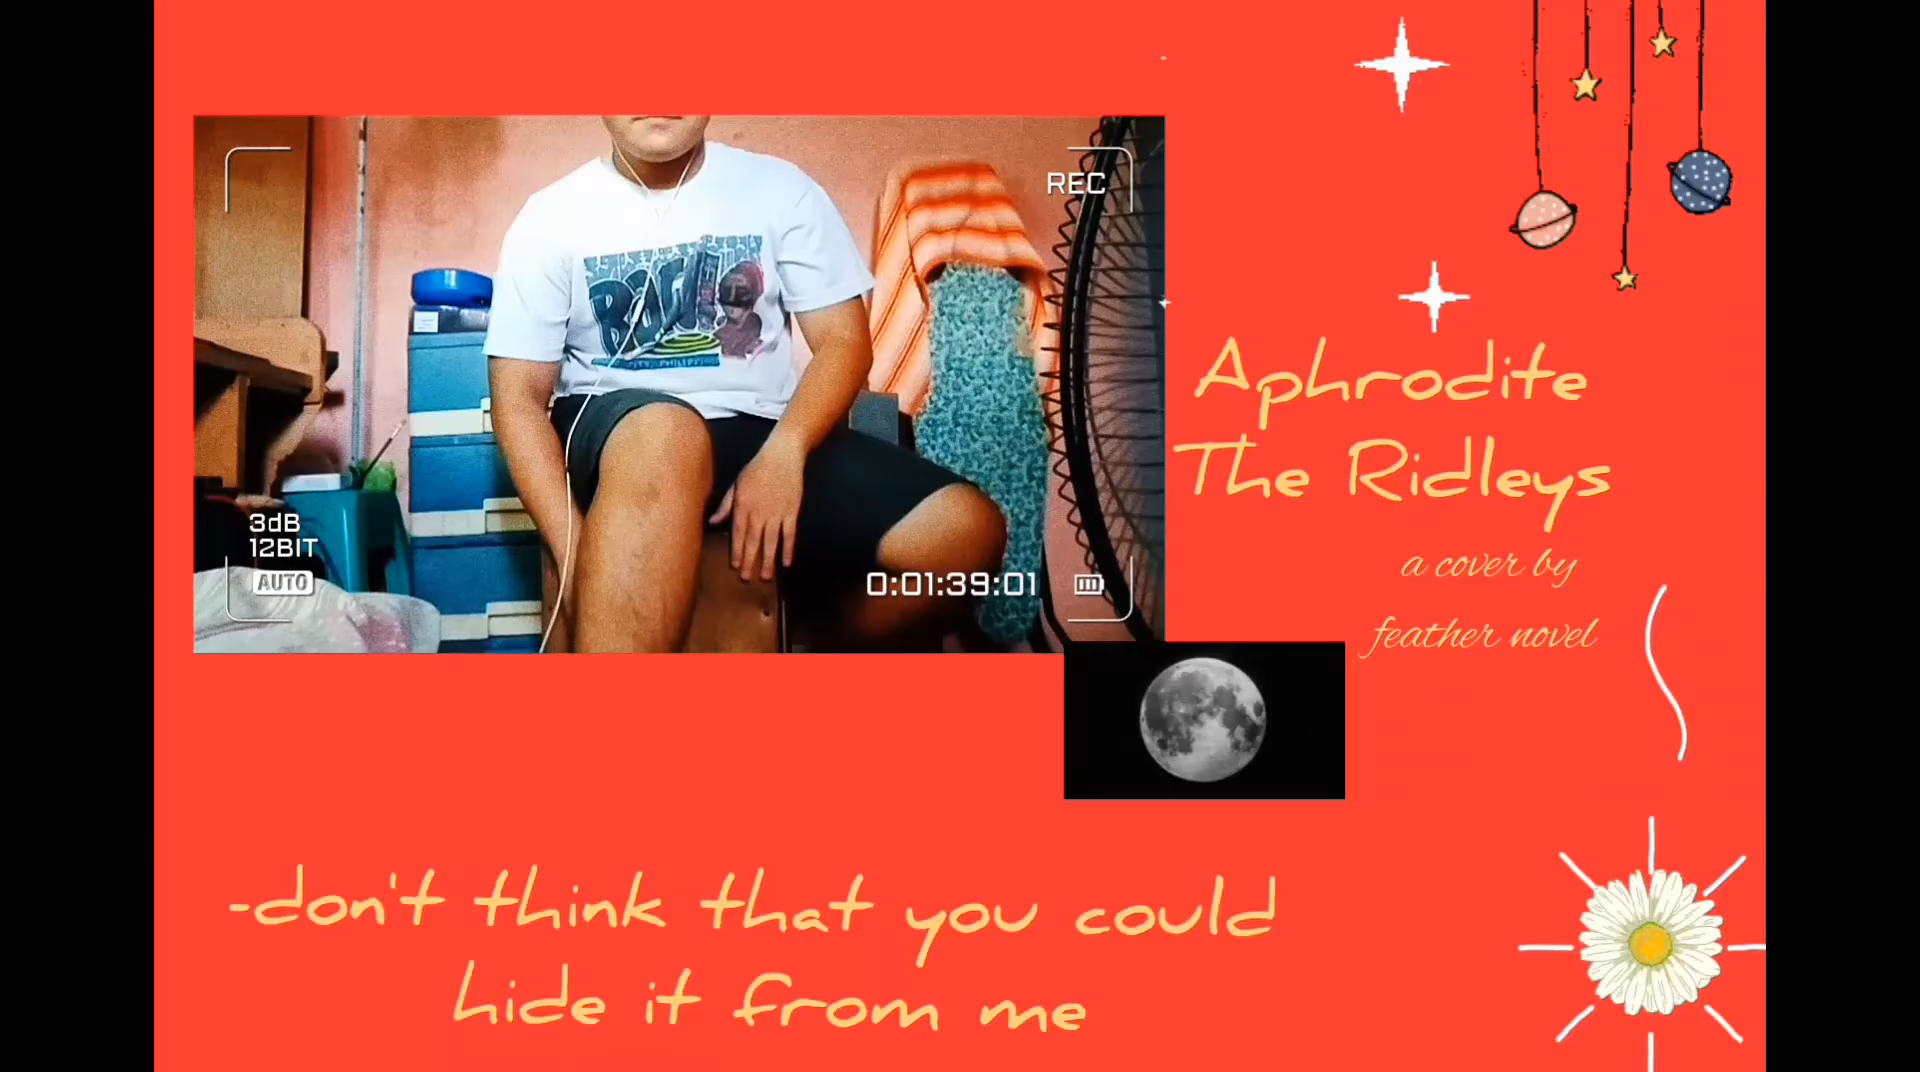 REC
3dB
12BIT
AUTO
0:01:39:01
Aphrodite
The Ridleys
a cover by
feather novel
-don't think that you could
hide it from me